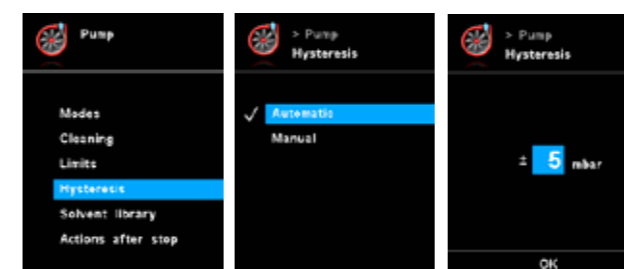 Pump
Modes
Cleaning
Limits
Hysteresis
Solvent library
Actions after stop
> Pump
Hysteresis
Automatic
Manual
> Pump
Hysteresis
± 5 mbar
OK